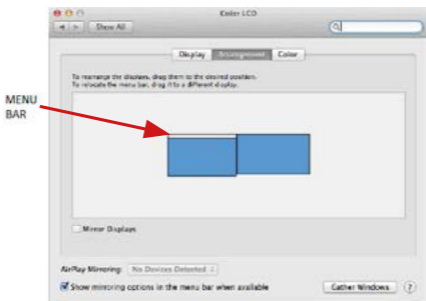 Color LCD
Show All
Display Arrangement Color
To rearrange the displays, drag them to the desired position.
To relocate the menu bar, drag it to a different display.
MENU
BAR
Mirror Displays
AirPlay Mirroring: No Devices Detected
Show mirroring options in the menu bar when available
Gather Windows ?